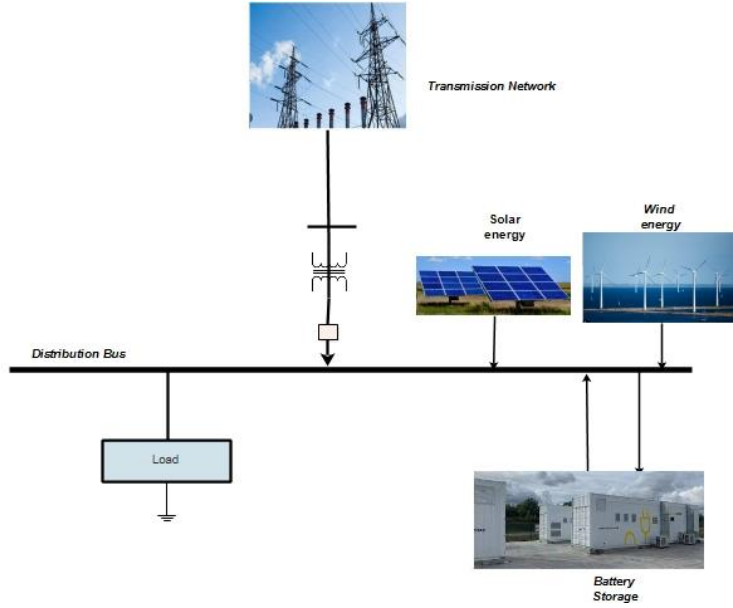 Transmission Network
Solar
energy
Wind
energy
Distribution Bus
Load
Battery
Storage